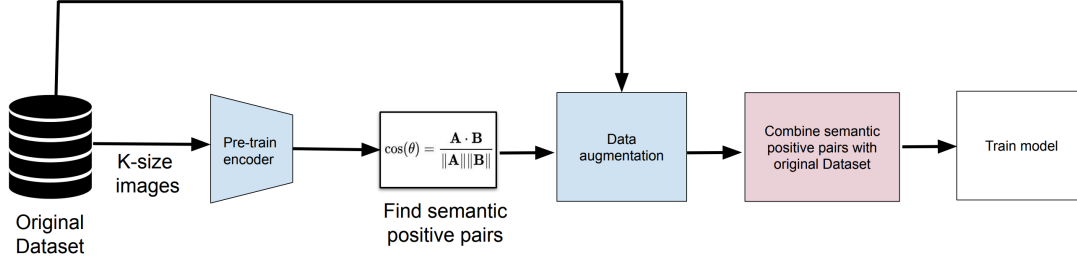 Original
Dataset
K-size
images
Pre-train
encoder
cos(θ) = A · B / ‖A‖‖B‖
Find semantic
positive pairs
Data
augmentation
Combine semantic
positive pairs with
original Dataset
Train model